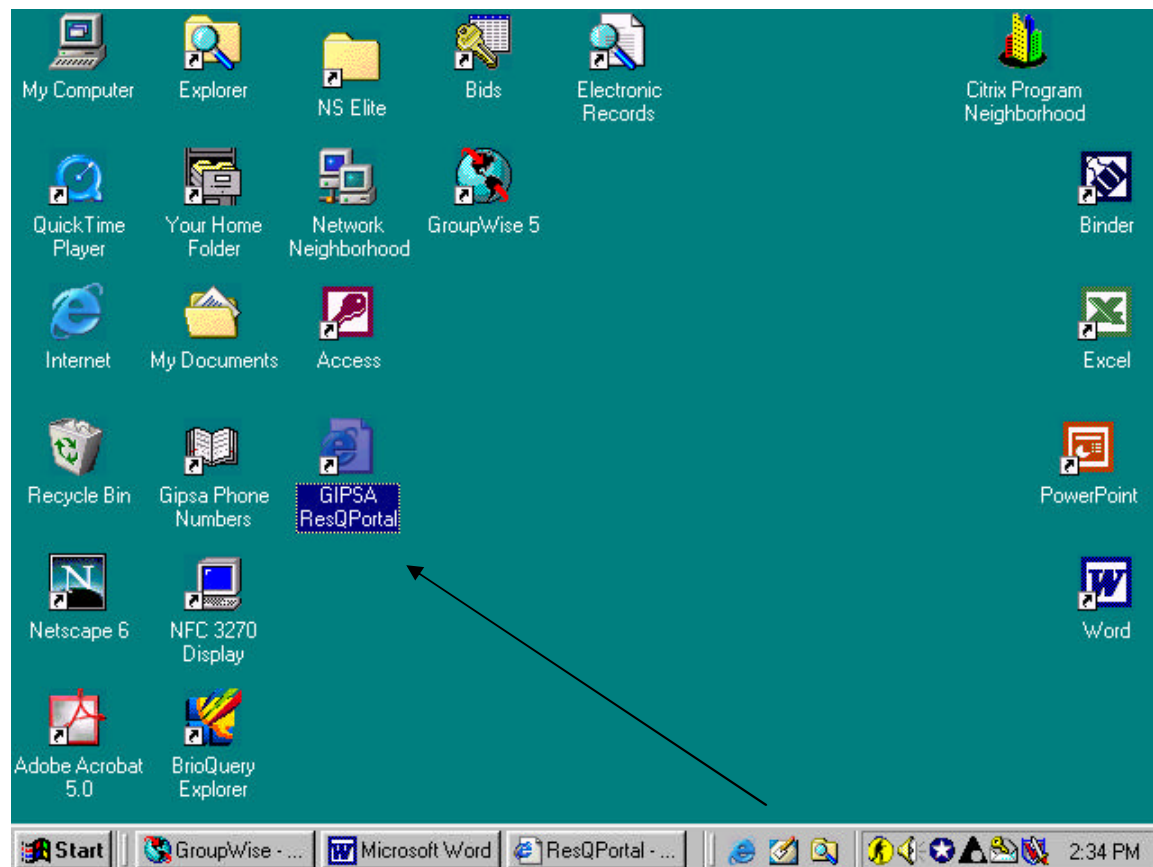 My Computer
Explorer
NS Elite
Bids
Electronic
Records
Citrix Program
Neighborhood
QuickTime
Player
Your Home
Folder
Network
Neighborhood
GroupWise 5
Binder
Internet
My Documents
Access
Excel
Recycle Bin
Gipsa Phone
Numbers
GIPSA
ResQPortal
PowerPoint
Netscape 6
NFC 3270
Display
Word
Adobe Acrobat
5.0
BrioQuery
Explorer
Start
GroupWise - ...
Microsoft Word
ResQPortal - ...
2:34 PM